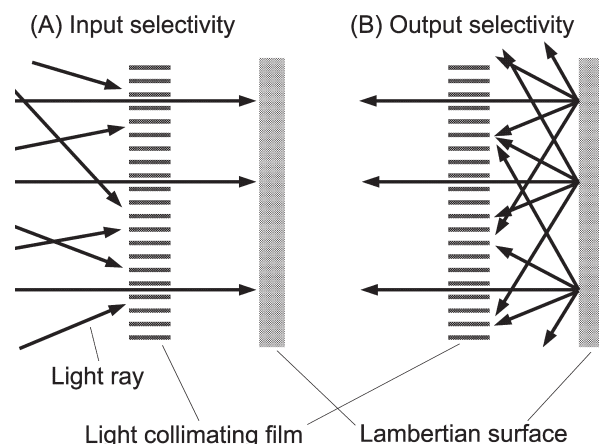 (A) Input selectivity
(B) Output selectivity
Light ray
Light collimating film
Lambertian surface